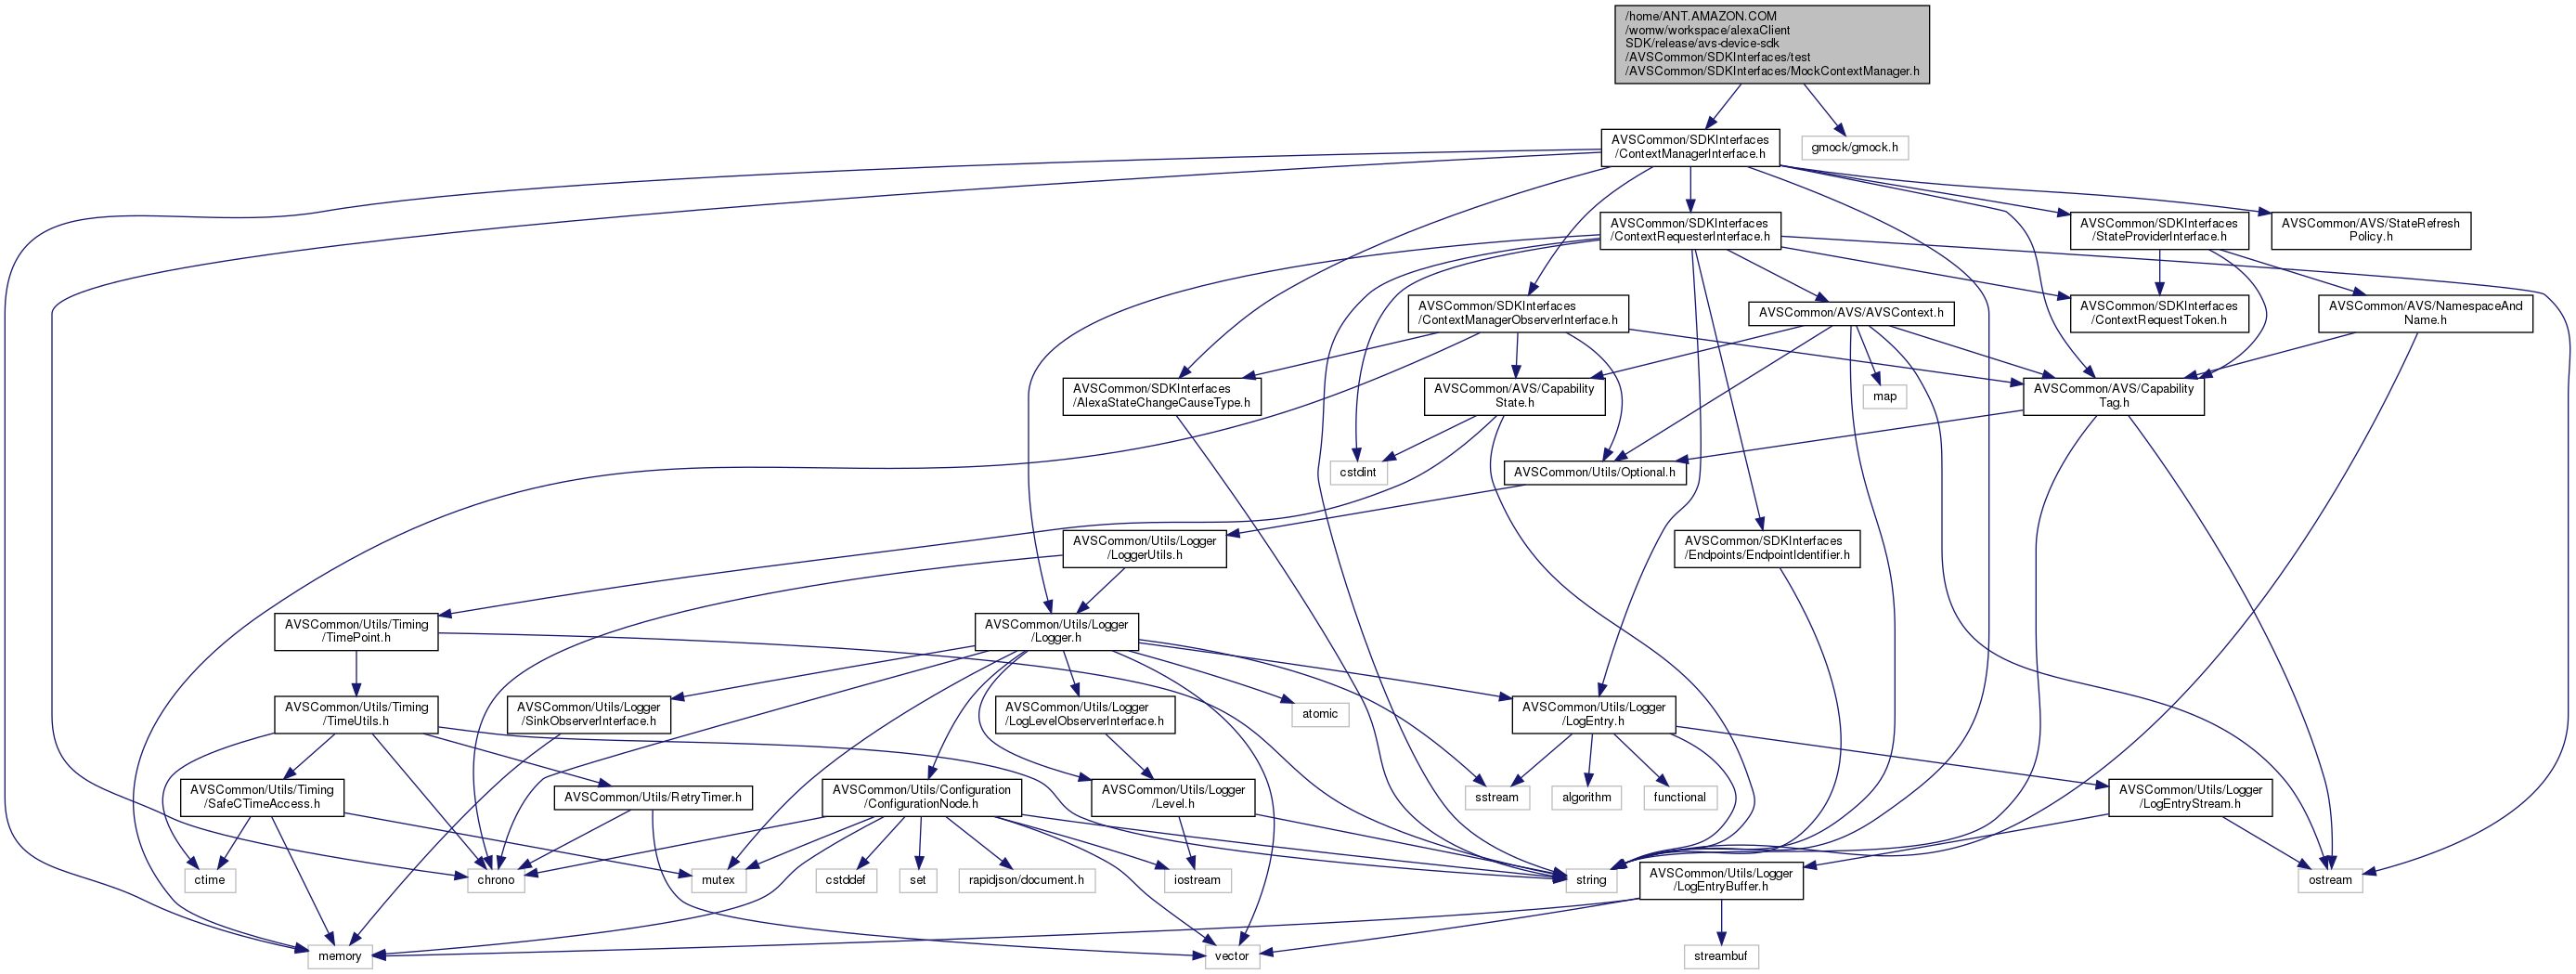 /home/ANT.AMAZON.COM
/womw/workspace/alexaClient
SDK/release/avs-device-sdk
/AVSCommon/SDKInterfaces/test
/AVSCommon/SDKInterfaces/MockContextManager.h
AVSCommon/SDKInterfaces
/ContextManagerInterface.h
gmock/gmock.h
AVSCommon/SDKInterfaces
/ContextRequesterInterface.h
AVSCommon/SDKInterfaces
/StateProviderInterface.h
AVSCommon/AVS/StateRefresh
Policy.h
AVSCommon/SDKInterfaces
/ContextManagerObserverInterface.h
AVSCommon/AVS/AVSContext.h
AVSCommon/SDKInterfaces
/ContextRequestToken.h
AVSCommon/AVS/NamespaceAnd
Name.h
AVSCommon/SDKInterfaces
/AlexaStateChangeCauseType.h
AVSCommon/AVS/Capability
State.h
map
AVSCommon/AVS/Capability
Tag.h
cstdint
AVSCommon/Utils/Optional.h
AVSCommon/Utils/Logger
/LoggerUtils.h
AVSCommon/SDKInterfaces
/Endpoints/EndpointIdentifier.h
AVSCommon/Utils/Timing
/TimePoint.h
AVSCommon/Utils/Logger
/Logger.h
AVSCommon/Utils/Timing
/TimeUtils.h
AVSCommon/Utils/Logger
/SinkObserverInterface.h
AVSCommon/Utils/Logger
/LogLevelObserverInterface.h
atomic
AVSCommon/Utils/Logger
/LogEntry.h
AVSCommon/Utils/Timing
/SafeCTimeAccess.h
AVSCommon/Utils/RetryTimer.h
AVSCommon/Utils/Configuration
/ConfigurationNode.h
AVSCommon/Utils/Logger
/Level.h
sstream
algorithm
functional
AVSCommon/Utils/Logger
/LogEntryStream.h
ctime
chrono
mutex
cstddef
set
rapidjson/document.h
iostream
string
AVSCommon/Utils/Logger
/LogEntryBuffer.h
ostream
memory
vector
streambuf